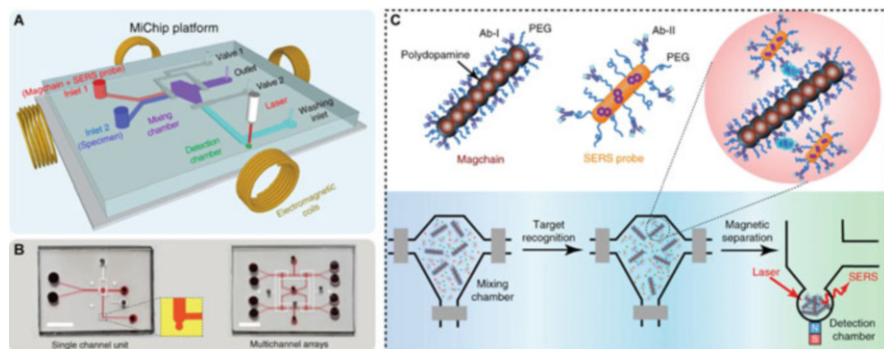 A
MiChip platform
Valve 1
Outlet
(Magchain + SERS probe)
Inlet 1
Valve 2
Laser
Washing
inlet
Inlet 2
(Specimen)
Mixing
chamber
Detection
chamber
Electromagnetic
coils
B
Single channel unit
Multichannel arrays
C
Ab-I
PEG
Polydopamine
Magchain
Ab-II
PEG
SERS probe
Target
recognition
Magnetic
separation
Mixing
chamber
Laser
SERS
N
S
Detection
chamber